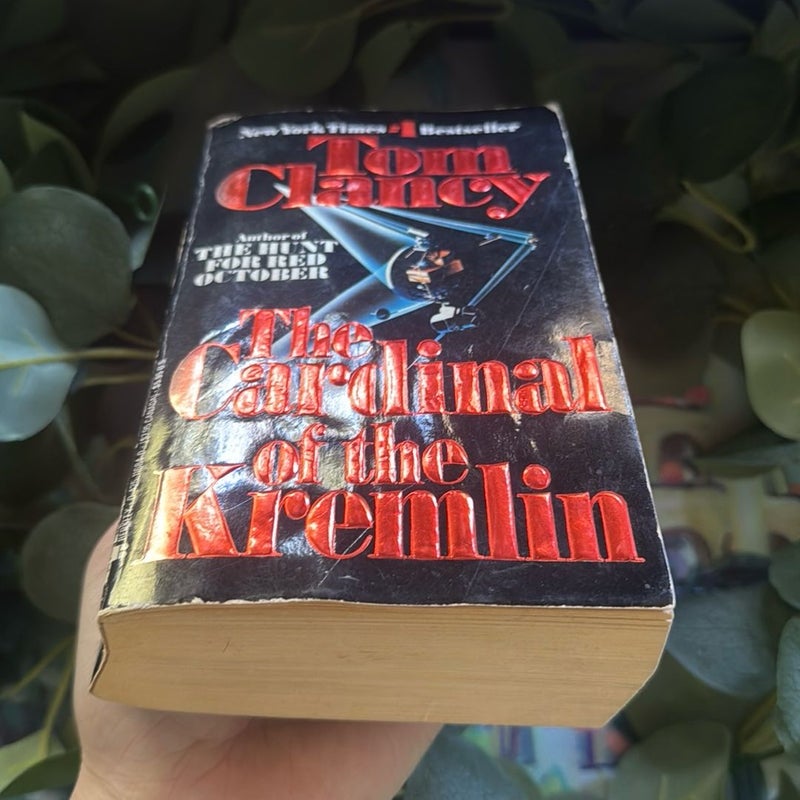 New York Times #1 Bestseller
Tom
Clancy
Author of
THE HUNT
FOR RED
OCTOBER
The
Cardinal
of the
Kremlin